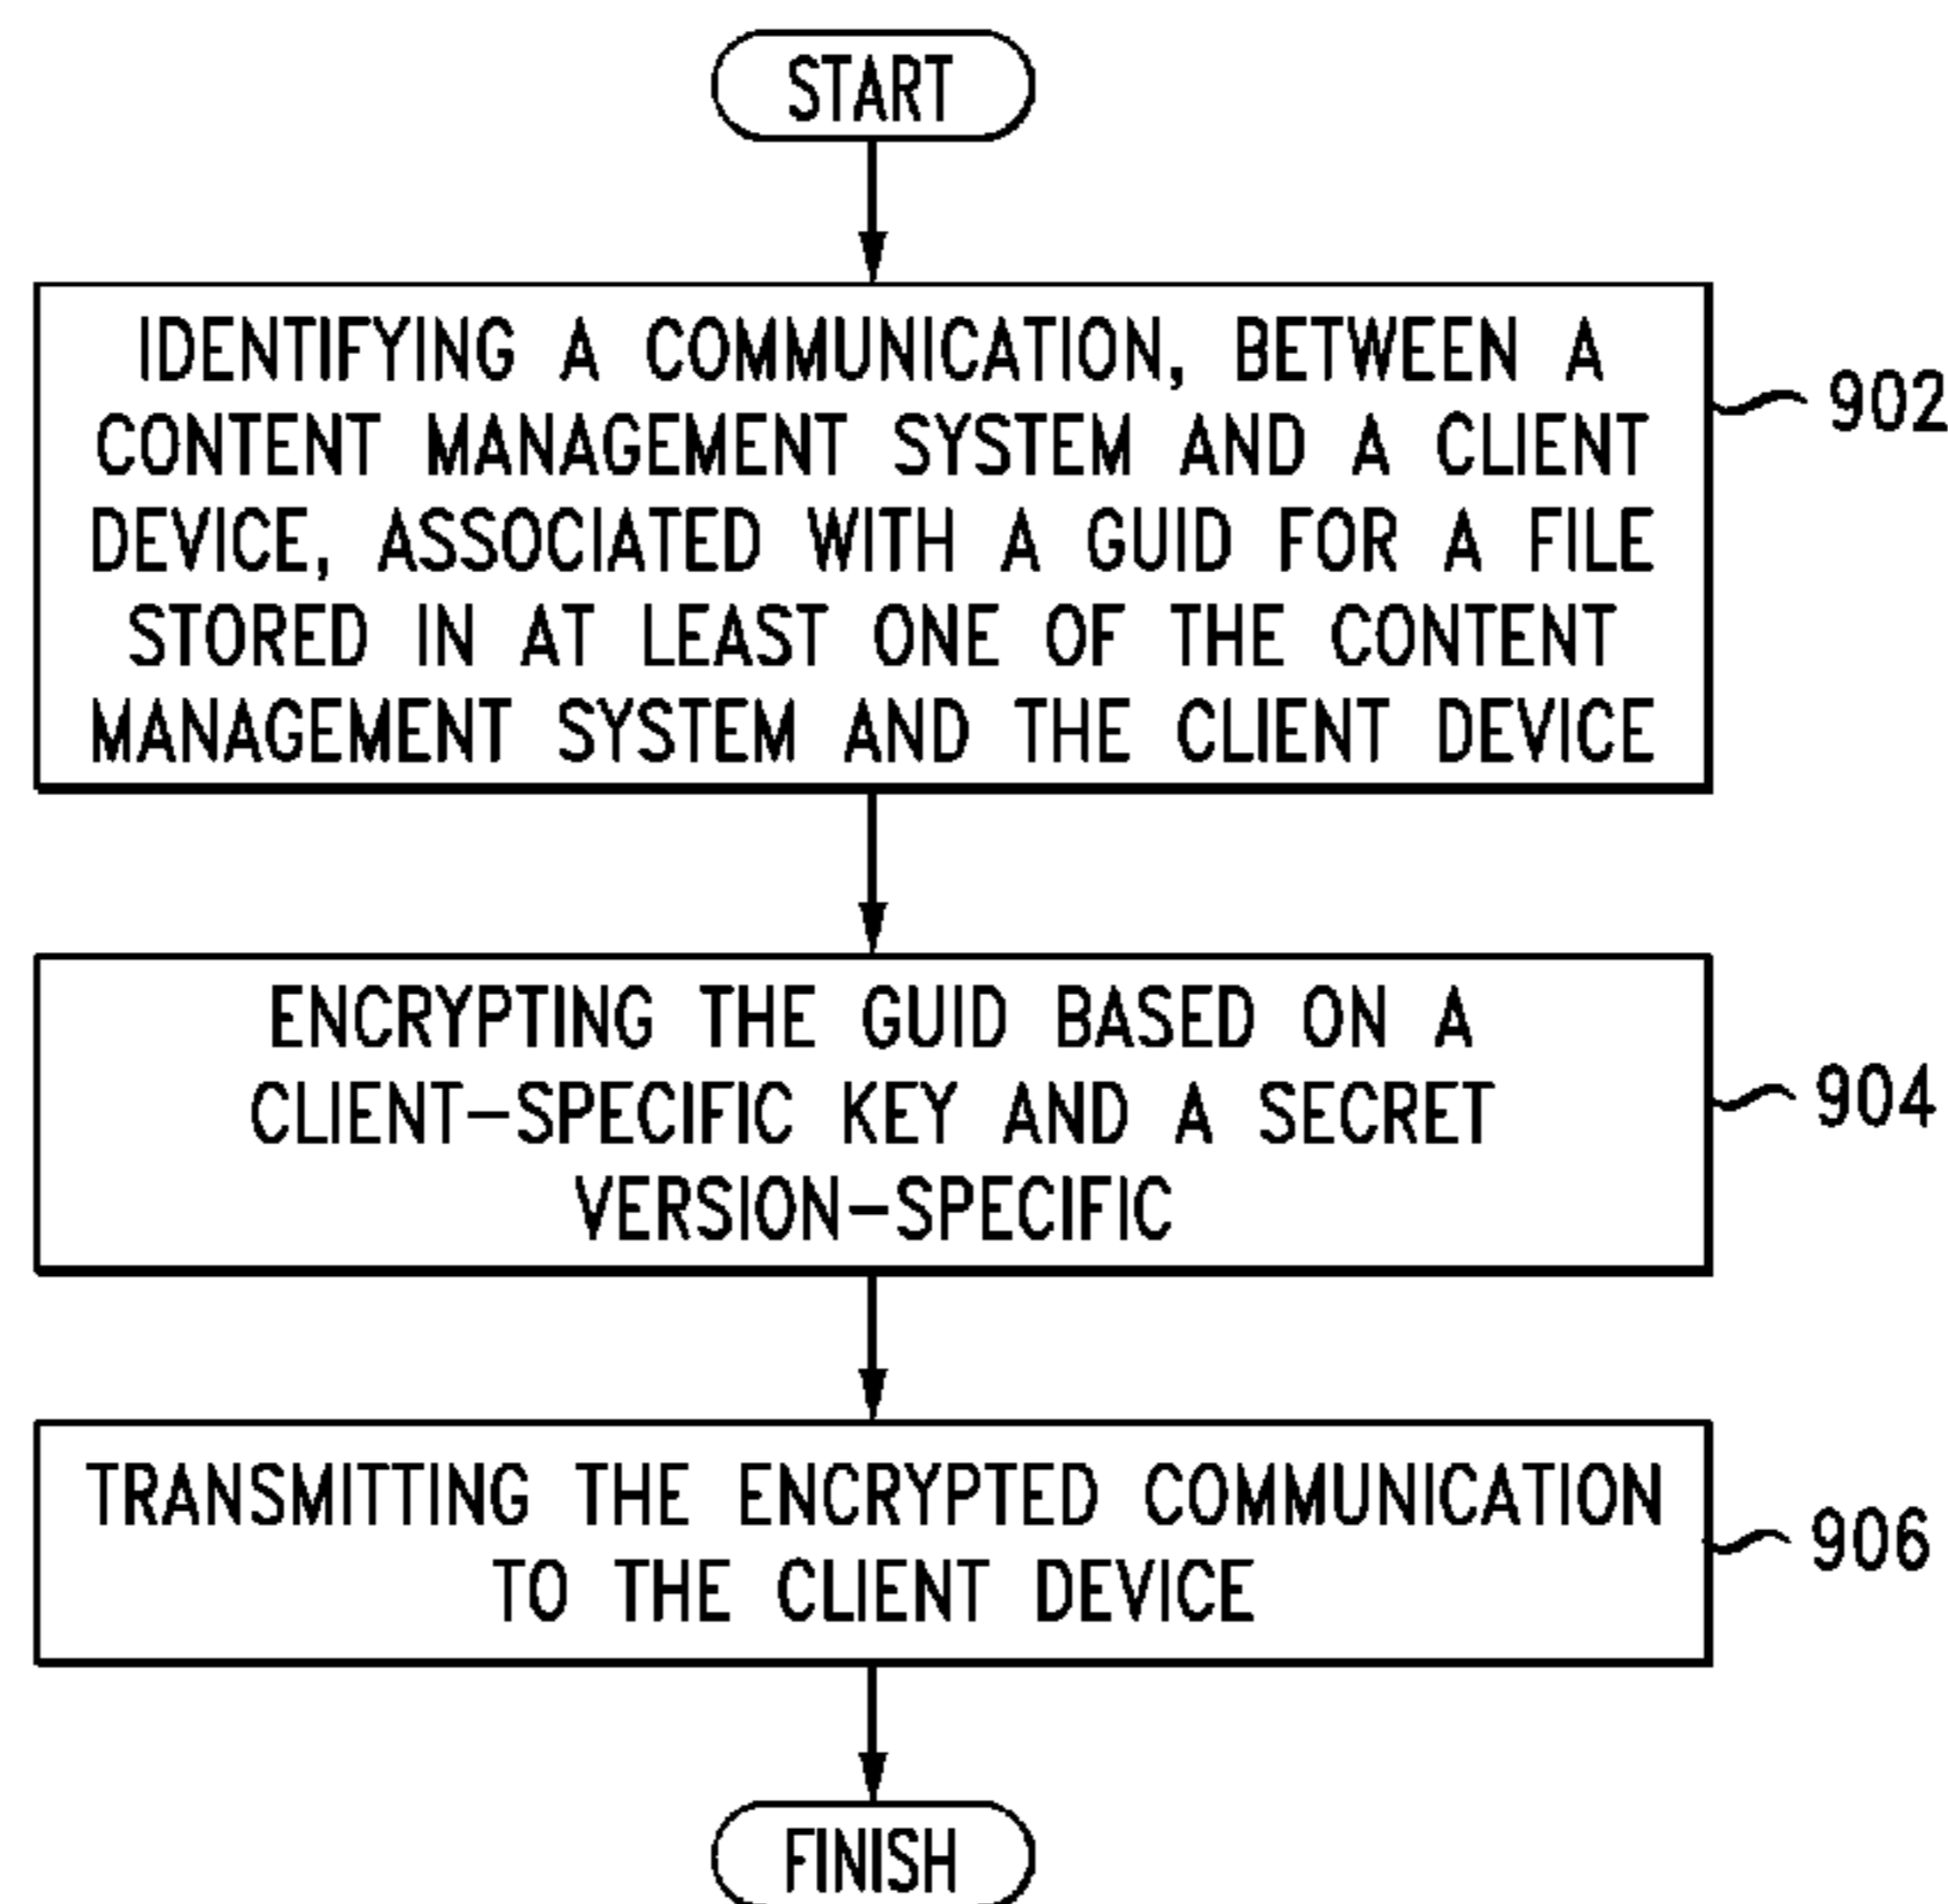 START
IDENTIFYING A COMMUNICATION, BETWEEN A
CONTENT MANAGEMENT SYSTEM AND A CLIENT
DEVICE, ASSOCIATED WITH A GUID FOR A FILE
STORED IN AT LEAST ONE OF THE CONTENT
MANAGEMENT SYSTEM AND THE CLIENT DEVICE
902
ENCRYPTING THE GUID BASED ON A
CLIENT-SPECIFIC KEY AND A SECRET
VERSION-SPECIFIC
904
TRANSMITTING THE ENCRYPTED COMMUNICATION
TO THE CLIENT DEVICE
906
FINISH